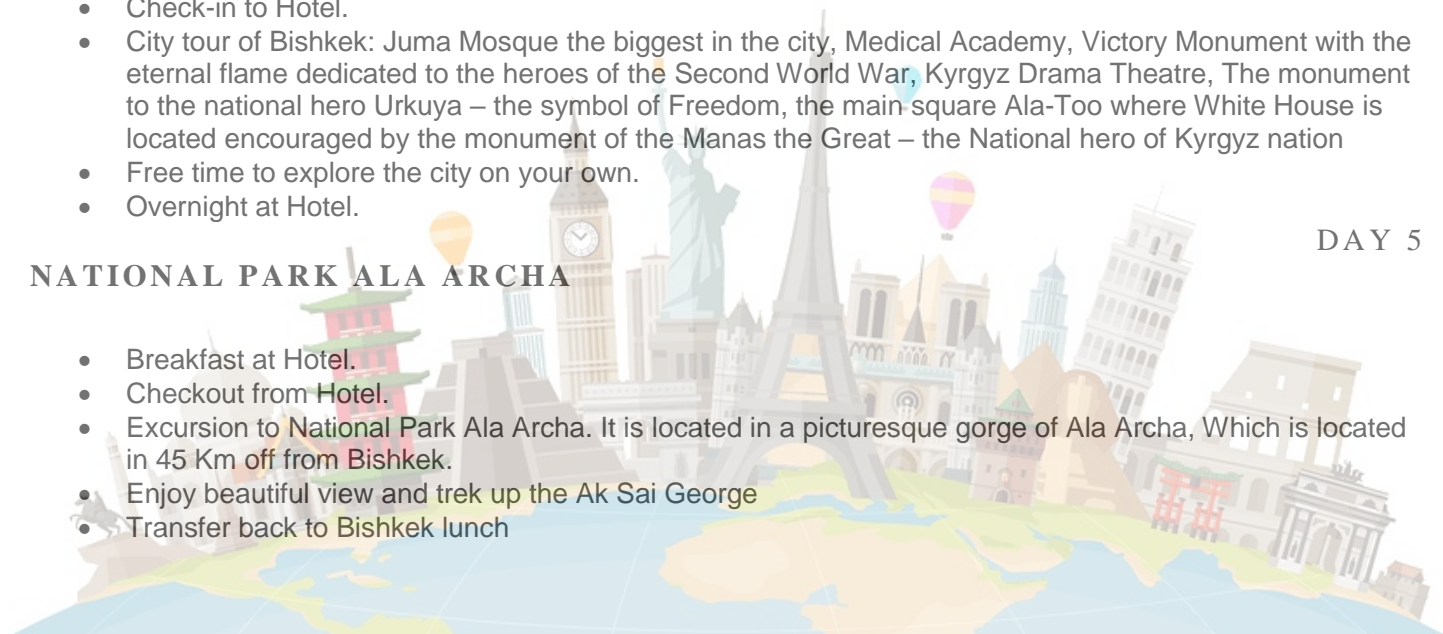 • Check-in to Hotel.
• City tour of Bishkek: Juma Mosque the biggest in the city, Medical Academy, Victory Monument with the
eternal flame dedicated to the heroes of the Second World War, Kyrgyz Drama Theatre, The monument
to the national hero Urkuya – the symbol of Freedom, the main square Ala-Too where White House is
located encouraged by the monument of the Manas the Great – the National hero of Kyrgyz nation
• Free time to explore the city on your own.
• Overnight at Hotel.
DAY 5
NATIONAL PARK ALA ARCHA
• Breakfast at Hotel.
• Checkout from Hotel.
• Excursion to National Park Ala Archa. It is located in a picturesque gorge of Ala Archa, Which is located
in 45 Km off from Bishkek.
• Enjoy beautiful view and trek up the Ak Sai George
• Transfer back to Bishkek lunch